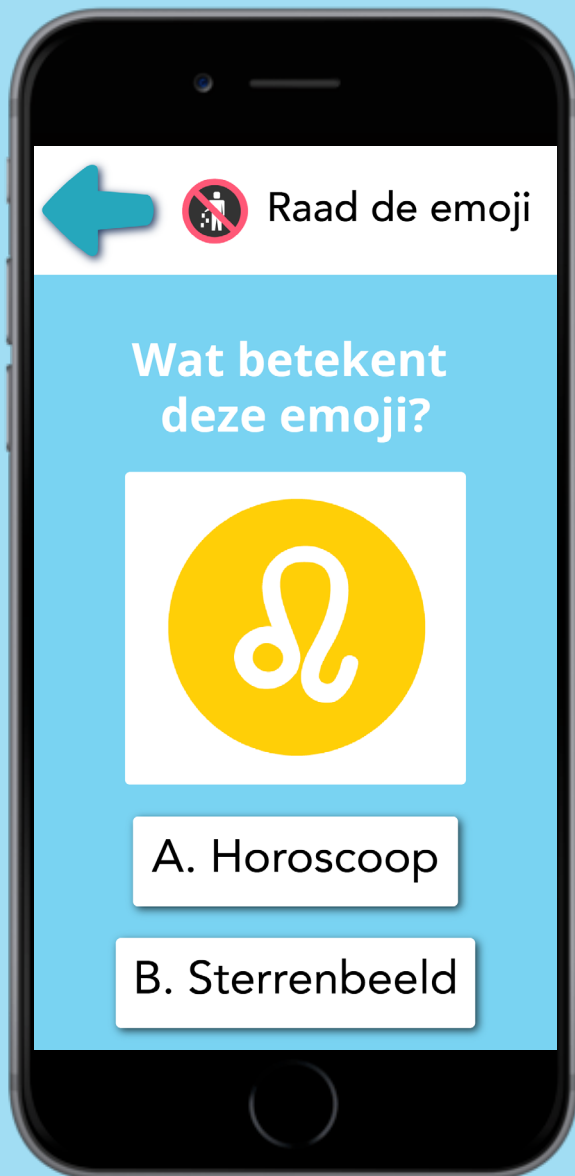 Raad de emoji
Wat betekent
deze emoji?
A. Horoscoop
B. Sterrenbeeld